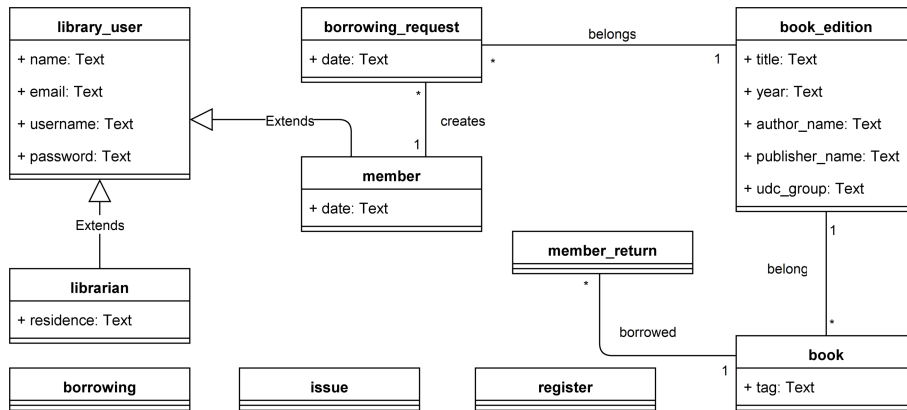 library_user
+ name: Text
+ email: Text
+ username: Text
+ password: Text
borrowing_request
+ date: Text
belongs
*
1
book_edition
+ title: Text
+ year: Text
+ author_name: Text
+ publisher_name: Text
+ udc_group: Text
Extends
*
creates
1
member
+ date: Text
Extends
librarian
+ residence: Text
member_return
*
borrowed
1
1
belong
*
book
+ tag: Text
borrowing
issue
register